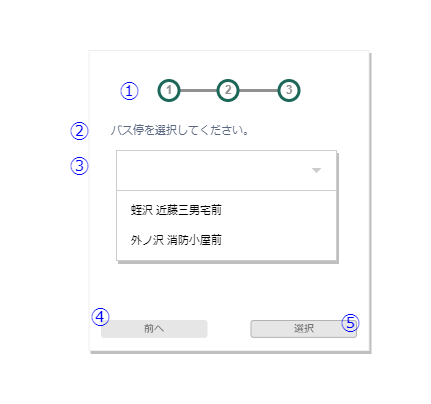 ① 1 2 3
② バス停を選択してください。
③
蛭沢 近藤三男宅前
外ノ沢 消防小屋前
④ 前へ
選択 ⑤